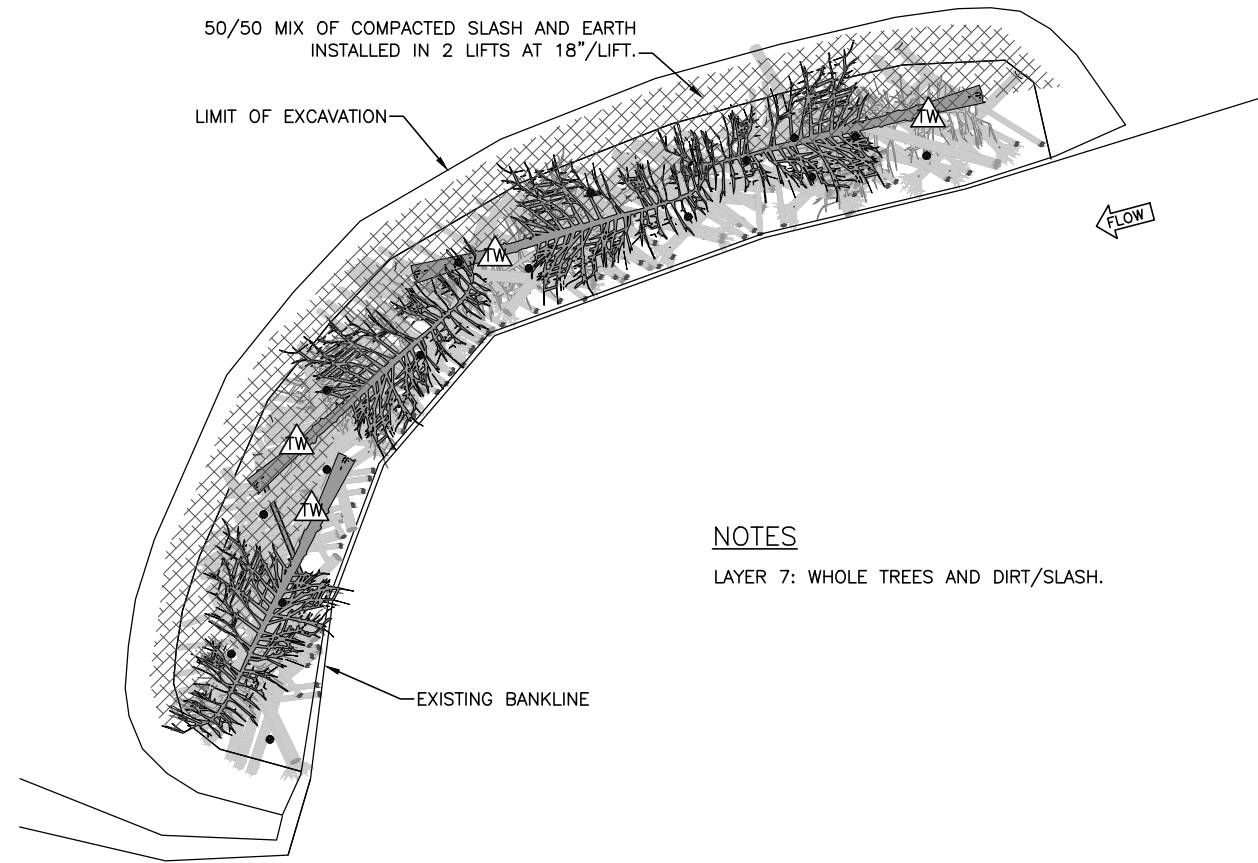 50/50 MIX OF COMPACTED SLASH AND EARTH
INSTALLED IN 2 LIFTS AT 18"/LIFT.
LIMIT OF EXCAVATION
TW
FLOW
TW
TW
TW
NOTES
LAYER 7: WHOLE TREES AND DIRT/SLASH.
EXISTING BANKLINE